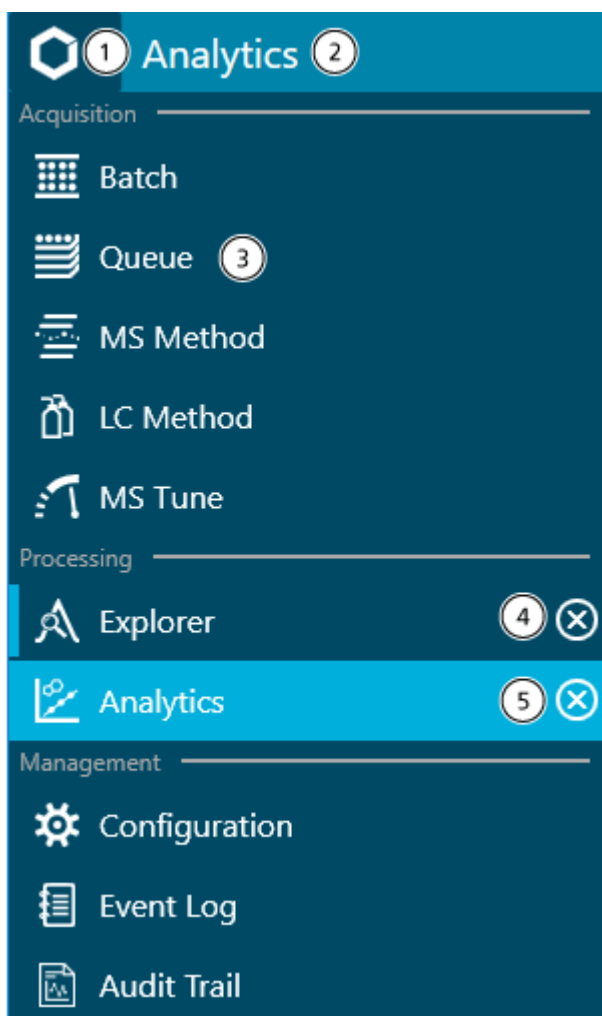 1 Analytics 2
Acquisition
Batch
Queue 3
MS Method
LC Method
MS Tune
Processing
Explorer 4
Analytics 5
Management
Configuration
Event Log
Audit Trail